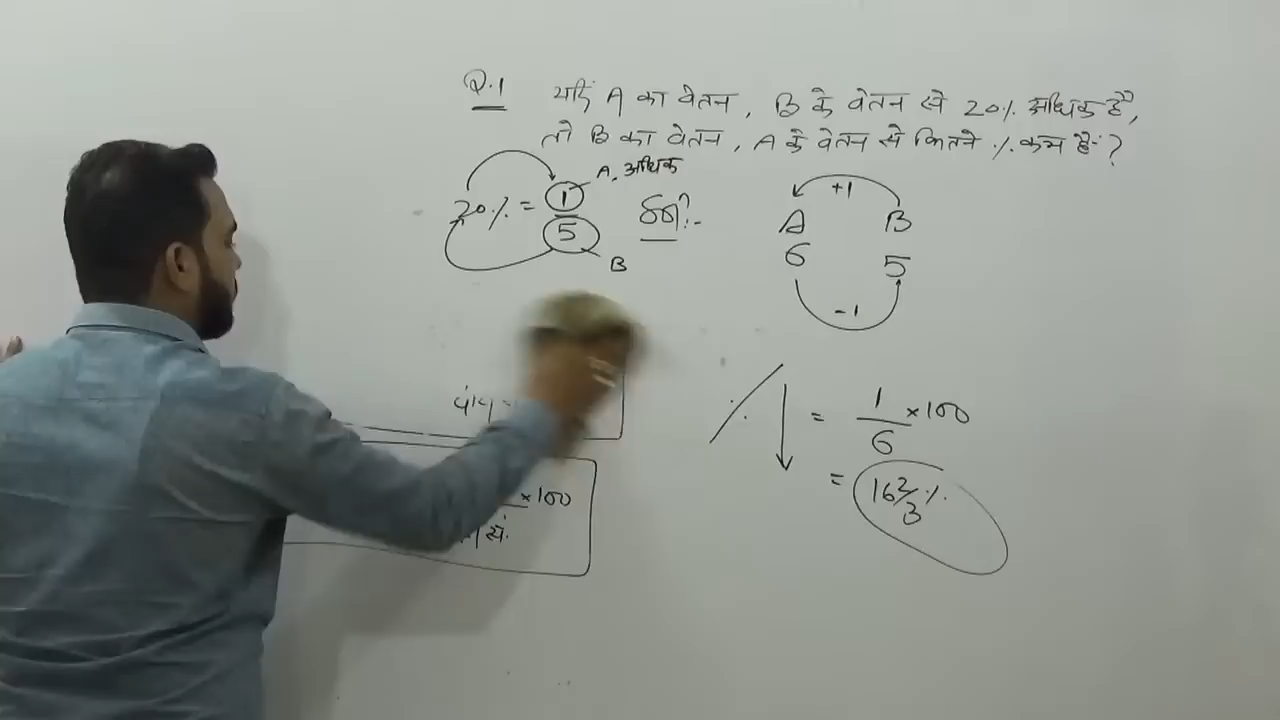 Q.1 यदि A का वेतन, B के वेतन से 20% अधिक है,
तो B का वेतन, A के वेतन से कितने % कम है?
A, अधिक
20% = 1/5
B
+1
A B
6 5
-1
% ↓ = 1/6 ×100
= 16 2/3 %
×100
से